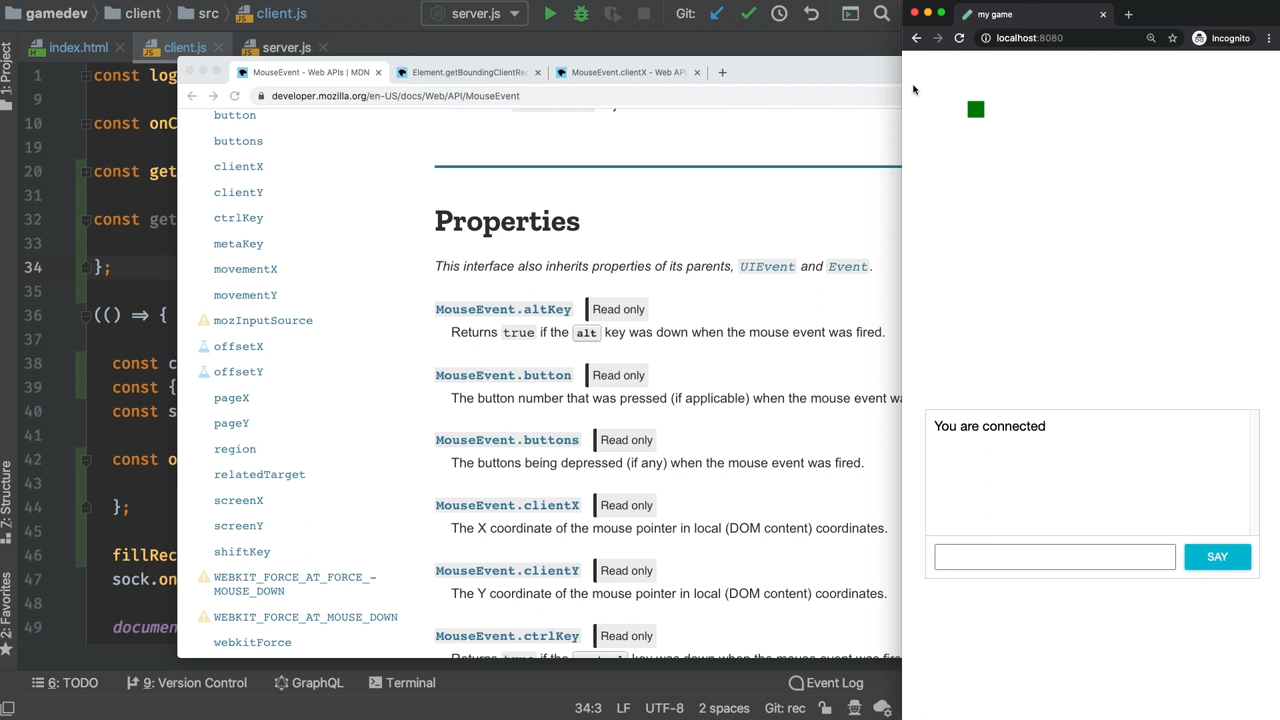 gamedev client src client.js server.js Git:
index.html client.js server.js
1: Project
7: Structure
2: Favorites
1 const log
9
10 const onC
19
20 const get
31
32 const get
33
34 };
35
36 (() => {
37
38 const c
39 const {
40 const s
41
42 const o
43
44 };
45
46 fillRec
47 sock.on
48
49 documen
MouseEvent - Web APIs | MDN Element.getBoundingClientRec MouseEvent.clientX - Web API
developer.mozilla.org/en-US/docs/Web/API/MouseEvent
button
buttons
clientX
clientY
ctrlKey
metaKey
movementX
movementY
mozInputSource
offsetX
offsetY
pageX
pageY
region
relatedTarget
screenX
screenY
shiftKey
WEBKIT_FORCE_AT_FORCE_-
MOUSE_DOWN
WEBKIT_FORCE_AT_MOUSE_DOWN
webkitForce
Properties
This interface also inherits properties of its parents, UIEvent and Event.
MouseEvent.altKey Read only
Returns true if the alt key was down when the mouse event was fired.
MouseEvent.button Read only
The button number that was pressed (if applicable) when the mouse event wa
MouseEvent.buttons Read only
The buttons being depressed (if any) when the mouse event was fired.
MouseEvent.clientX Read only
The X coordinate of the mouse pointer in local (DOM content) coordinates.
MouseEvent.clientY Read only
The Y coordinate of the mouse pointer in local (DOM content) coordinates.
MouseEvent.ctrlKey Read only
my game
localhost:8080 Incognito
You are connected
SAY
6: TODO 9: Version Control GraphQL Terminal Event Log
34:3 LF UTF-8 2 spaces Git: rec